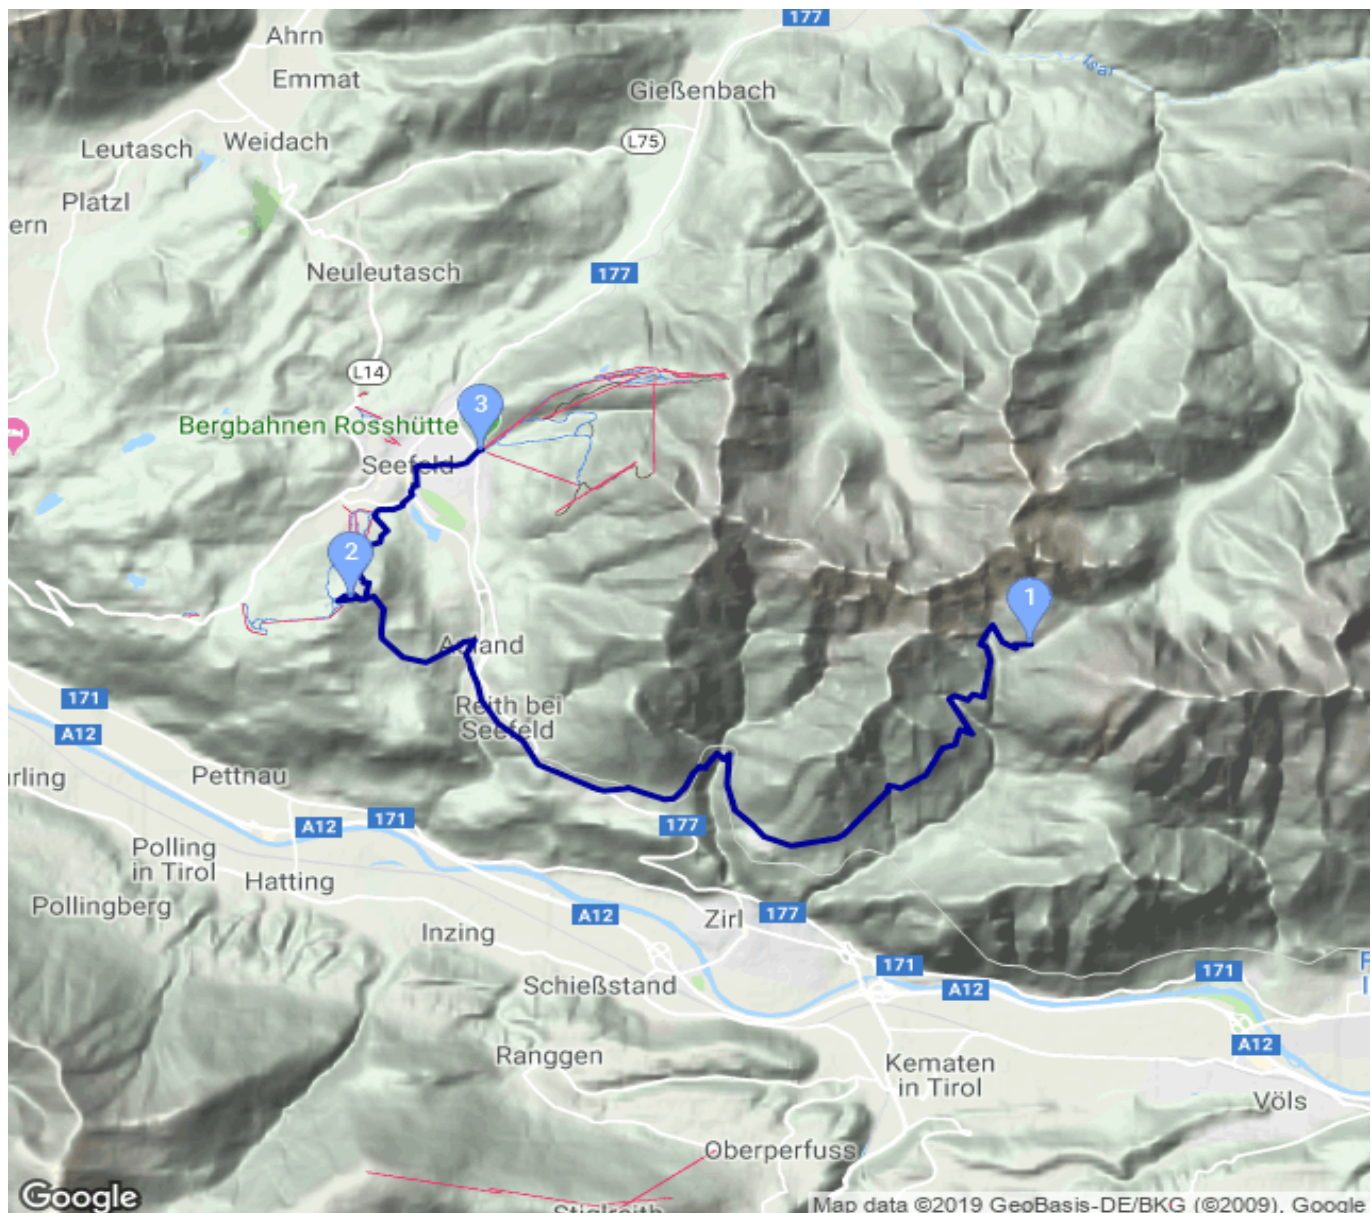 177
Ahrn
Emmat
Isar
Gießenbach
Weidach
L75
Leutasch
Platzl
ern
Neuleutasch
177
L14
3
Bergbahnen Rosshütte
Seefeld
2
1
Reith bei
Seefeld
171
A12
Pettnau
171
A12
177
Polling
in Tirol
Hatting
Pollingberg
Inzing
A12
Zirl
177
171
Schießstand
A12
171
Ranggen
Kematen
in Tirol
A12
Völs
Oberperfuss
Google
Map data ©2019 GeoBasis-DE/BKG (©2009), Google